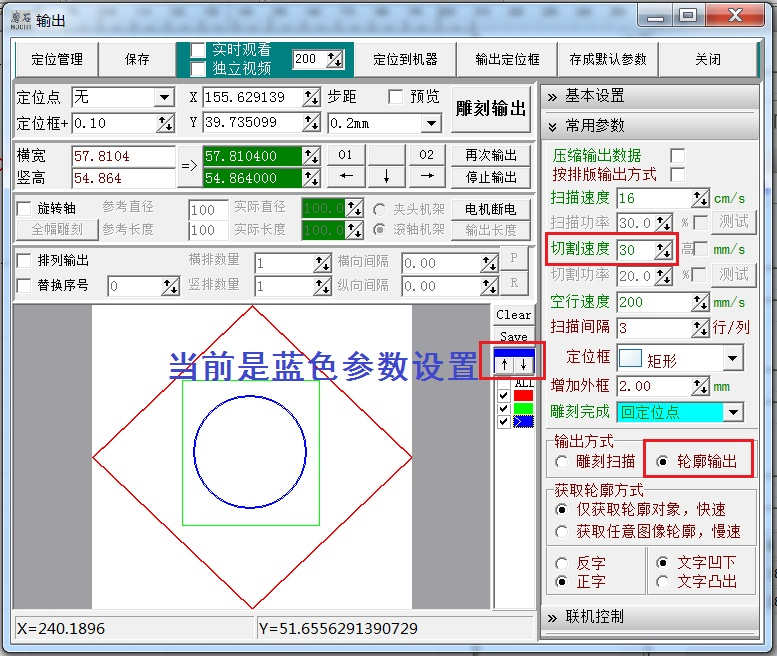 磨石 输出
MOSHI
定位管理 保存 实时观看 独立视频 200 定位到机器 输出定位框 存成默认参数 关闭
定位点 无 X 155.629139 步距 预览 雕刻输出
定位框+ 0.10 Y 39.735099 0.2mm
横宽 57.8104 => 57.810400 01 02 再次输出
竖高 54.864 54.864000 ← ↓ → 停止输出
旋转轴 参考直径 100 实际直径 100.0 夹头机架 电机断电
全幅雕刻 参考长度 100 实际长度 100.0 滚轴机架 输出长度
排列输出 横排数量 1 横向间隔 0.00 P
替换序号 0 竖排数量 1 纵向间隔 0.00 R
Clear
Save
↑ ↓
ALL
当前是蓝色参数设置
X=240.1896 Y=51.6556291390729
» 基本设置
常用参数
压缩输出数据
按排版输出方式
扫描速度 16 cm/s
扫描功率 30.0 % 测试
切割速度 30 高 mm/s
切割功率 20.0 % 测试
空行速度 200 mm/s
扫描间隔 3 行/列
定位框 矩形
增加外框 2.00 mm
雕刻完成 回定位点
输出方式
雕刻扫描 轮廓输出
获取轮廓方式
仅获取轮廓对象，快速
获取任意图像轮廓，慢速
反字 文字凹下
正字 文字凸出
» 联机控制